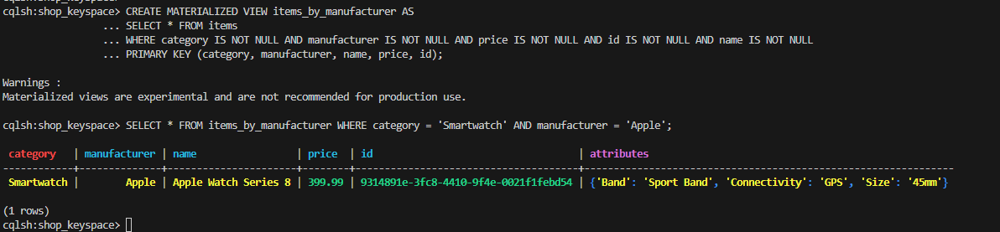 cqlsh:shop_keyspace> CREATE MATERIALIZED VIEW items_by_manufacturer AS
... SELECT * FROM items
... WHERE category IS NOT NULL AND manufacturer IS NOT NULL AND price IS NOT NULL AND id IS NOT NULL AND name IS NOT NULL
... PRIMARY KEY (category, manufacturer, name, price, id);
Warnings :
Materialized views are experimental and are not recommended for production use.
cqlsh:shop_keyspace> SELECT * FROM items_by_manufacturer WHERE category = 'Smartwatch' AND manufacturer = 'Apple';
category | manufacturer | name | price | id | attributes
Smartwatch | Apple | Apple Watch Series 8 | 399.99 | 9314891e-3fc8-4410-9f4e-0021f1febd54 | {'Band': 'Sport Band', 'Connectivity': 'GPS', 'Size': '45mm'}
(1 rows)
cqlsh:shop_keyspace>